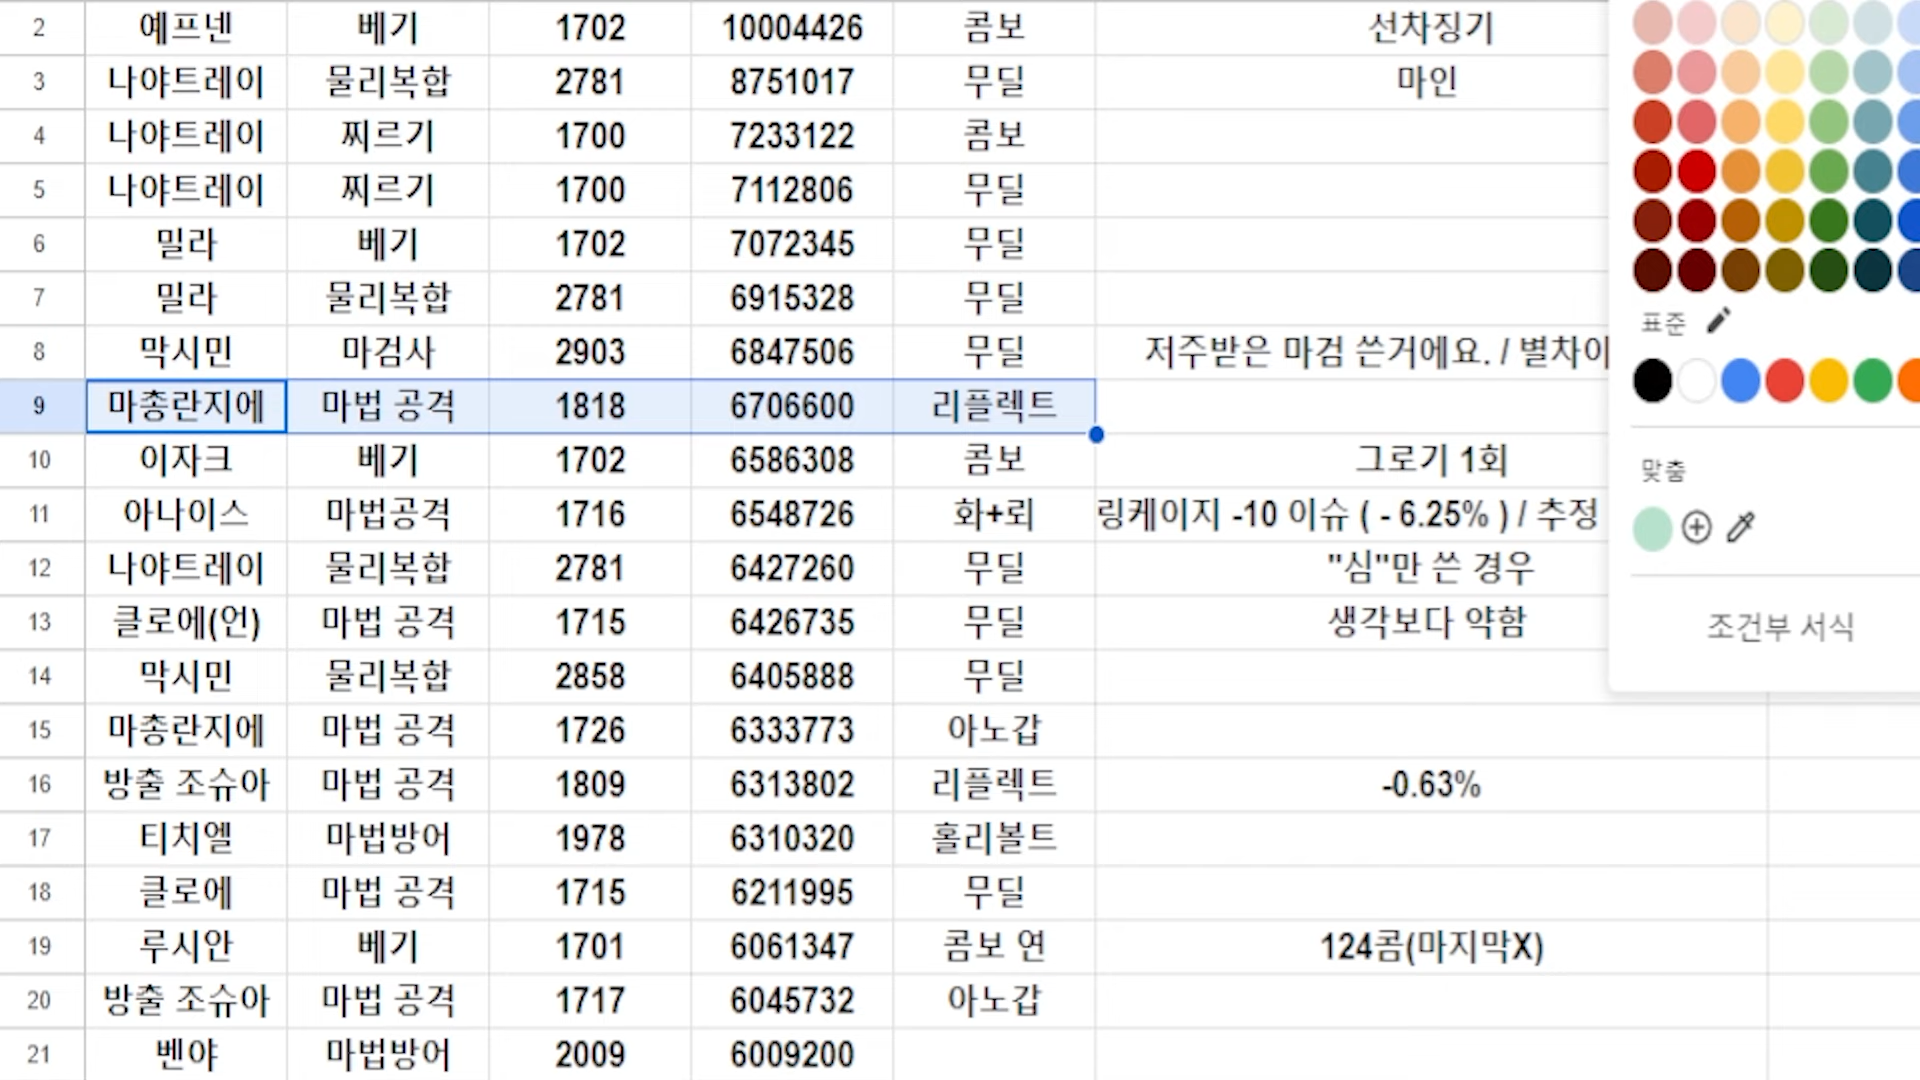 2 예프넨 베기 1702 10004426 콤보 선차징기
3 나야트레이 물리복합 2781 8751017 무딜 마인
4 나야트레이 찌르기 1700 7233122 콤보
5 나야트레이 찌르기 1700 7112806 무딜
6 밀라 베기 1702 7072345 무딜
7 밀라 물리복합 2781 6915328 무딜
8 막시민 마검사 2903 6847506 무딜 저주받은 마검 쓴거에요. / 별차이
표준
9 마총란지에 마법 공격 1818 6706600 리플렉트
10 이자크 베기 1702 6586308 콤보 그로기 1회
맞춤
11 아나이스 마법공격 1716 6548726 화+뢰 링케이지 -10 이슈 ( - 6.25% ) / 추정
12 나야트레이 물리복합 2781 6427260 무딜 "심"만 쓴 경우
13 클로에(언) 마법 공격 1715 6426735 무딜 생각보다 약함
조건부 서식
14 막시민 물리복합 2858 6405888 무딜
15 마총란지에 마법 공격 1726 6333773 아노갑
16 방출 조슈아 마법 공격 1809 6313802 리플렉트 -0.63%
17 티치엘 마법방어 1978 6310320 홀리볼트
18 클로에 마법 공격 1715 6211995 무딜
19 루시안 베기 1701 6061347 콤보 연 124콤(마지막X)
20 방출 조슈아 마법 공격 1717 6045732 아노갑
21 벤야 마법방어 2009 6009200